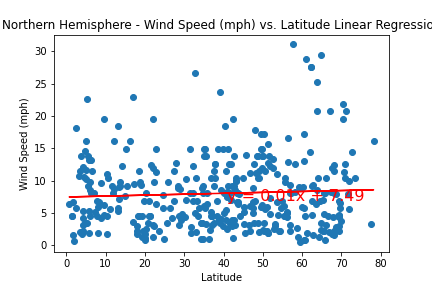 Northern Hemisphere - Wind Speed (mph) vs. Latitude Linear Regressio
30
25
20
15
10
5
0
Wind Speed (mph)
y = 0.01x + 7.49
0 10 20 30 40 50 60 70 80
Latitude